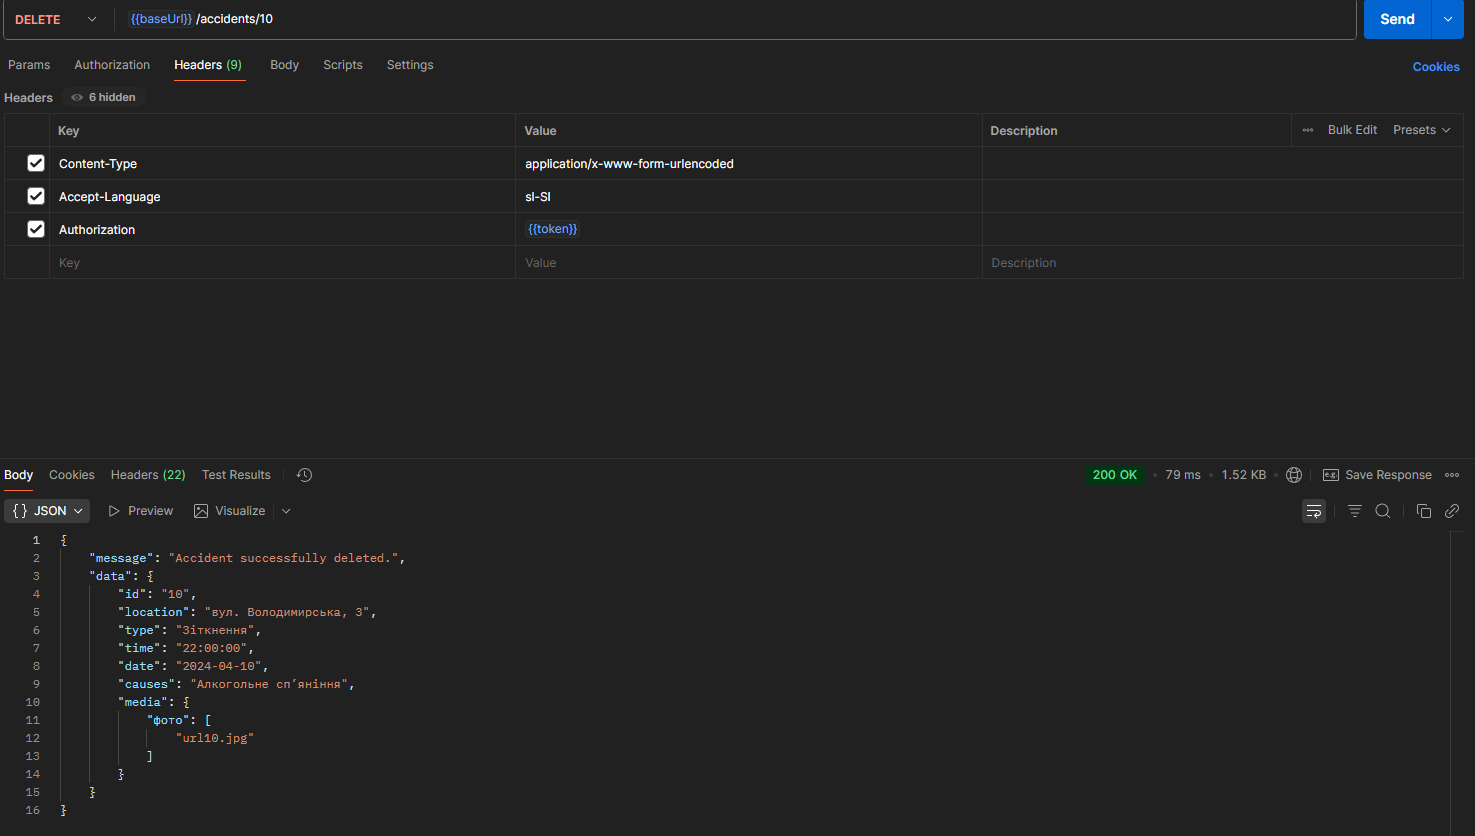 DELETE {{baseUrl}} /accidents/10 Send
Params Authorization Headers (9) Body Scripts Settings Cookies
Headers 6 hidden
Key Value Description Bulk Edit Presets
Content-Type application/x-www-form-urlencoded
Accept-Language sl-SI
Authorization {{token}}
Key Value Description
Body Cookies Headers (22) Test Results 200 OK 79 ms 1.52 KB e.g. Save Response
{} JSON Preview Visualize
1 {
2 "message": "Accident successfully deleted.",
3 "data": {
4 "id": "10",
5 "location": "вул. Володимирська, 3",
6 "type": "Зіткнення",
7 "time": "22:00:00",
8 "date": "2024-04-10",
9 "causes": "Алкогольне сп’яніння",
10 "media": {
11 "фото": [
12 "url10.jpg"
13 ]
14 }
15 }
16 }